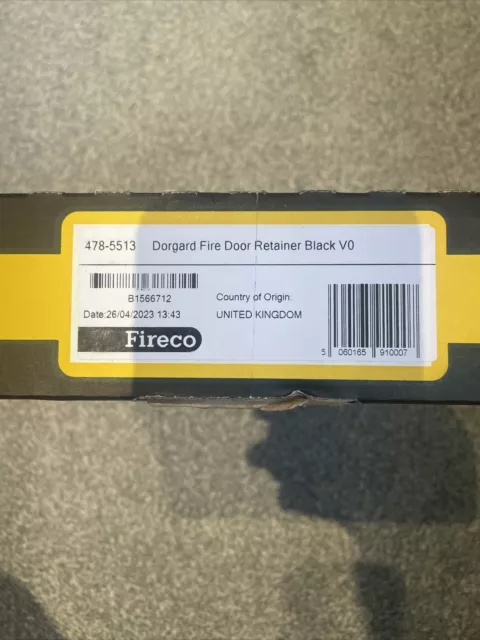 478-5513 Dorgard Fire Door Retainer Black V0
B1566712
Date:26/04/2023 13:43
Country of Origin:
UNITED KINGDOM
Fireco
5 060165 910007